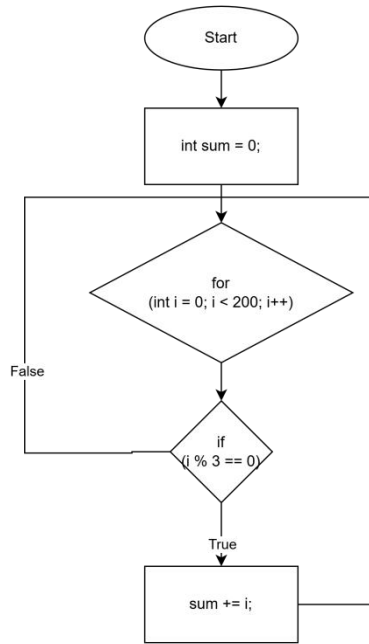 Start
int sum = 0;
for
(int i = 0; i < 200; i++)
False
if
(i % 3 == 0)
True
sum += i;